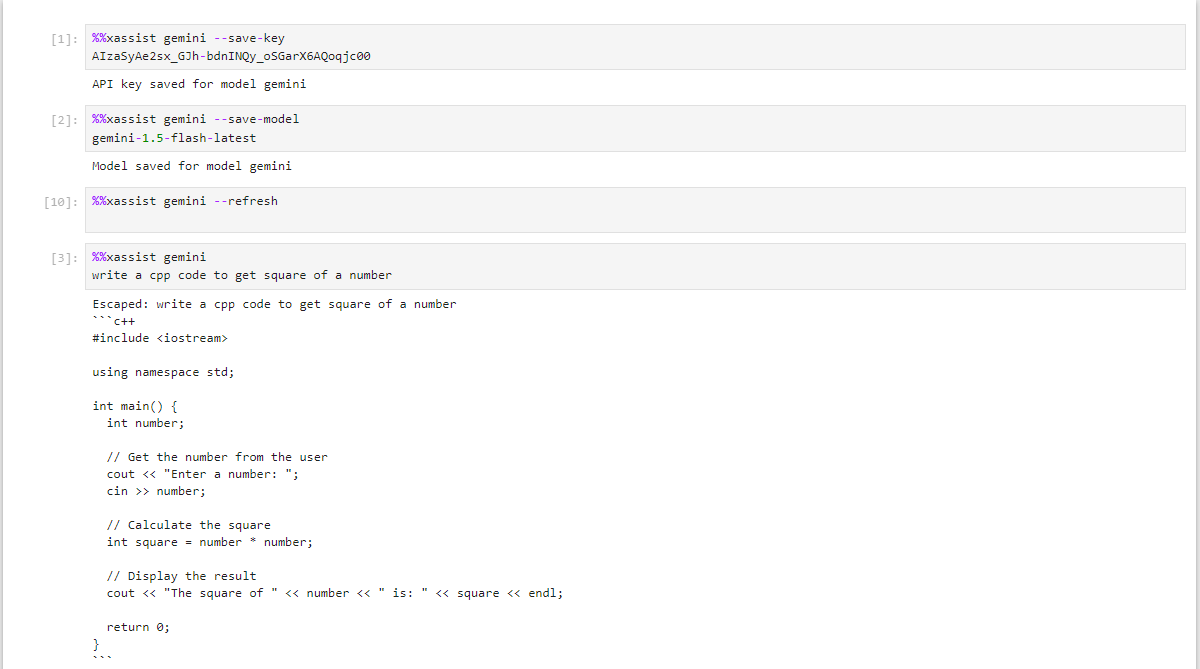 [1]: %%xassist gemini --save-key
AIzaSyAe2sx_GJh-bdnINQy_oSGarX6AQoqjc00
API key saved for model gemini
[2]: %%xassist gemini --save-model
gemini-1.5-flash-latest
Model saved for model gemini
[10]: %%xassist gemini --refresh
[3]: %%xassist gemini
write a cpp code to get square of a number
Escaped: write a cpp code to get square of a number
```c++
#include <iostream>
using namespace std;
int main() {
int number;
// Get the number from the user
cout << "Enter a number: ";
cin >> number;
// Calculate the square
int square = number * number;
// Display the result
cout << "The square of " << number << " is: " << square << endl;
return 0;
}
```